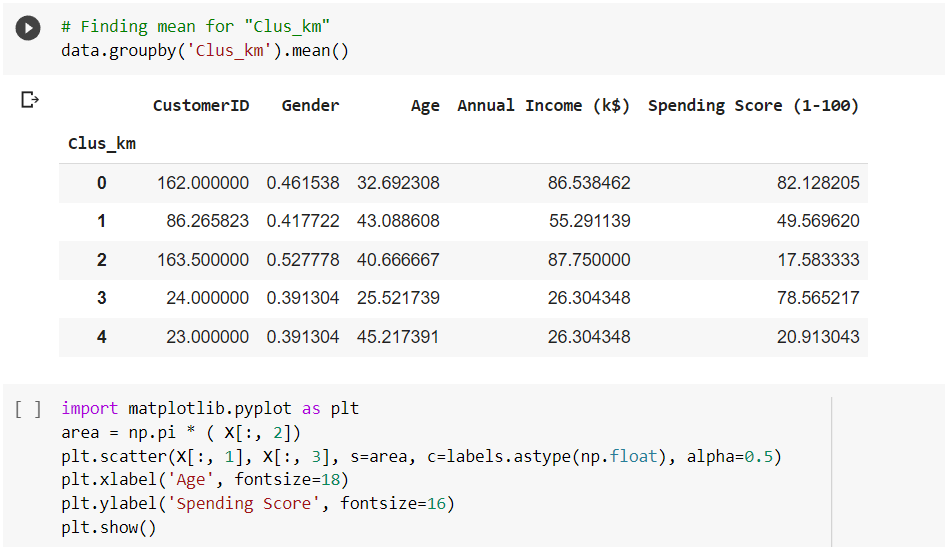 # Finding mean for "Clus_km"
data.groupby('Clus_km').mean()
CustomerID Gender Age Annual Income (k$) Spending Score (1-100)
Clus_km
0 162.000000 0.461538 32.692308 86.538462 82.128205
1 86.265823 0.417722 43.088608 55.291139 49.569620
2 163.500000 0.527778 40.666667 87.750000 17.583333
3 24.000000 0.391304 25.521739 26.304348 78.565217
4 23.000000 0.391304 45.217391 26.304348 20.913043
[ ] import matplotlib.pyplot as plt
area = np.pi * ( X[:, 2])
plt.scatter(X[:, 1], X[:, 3], s=area, c=labels.astype(np.float), alpha=0.5)
plt.xlabel('Age', fontsize=18)
plt.ylabel('Spending Score', fontsize=16)
plt.show()